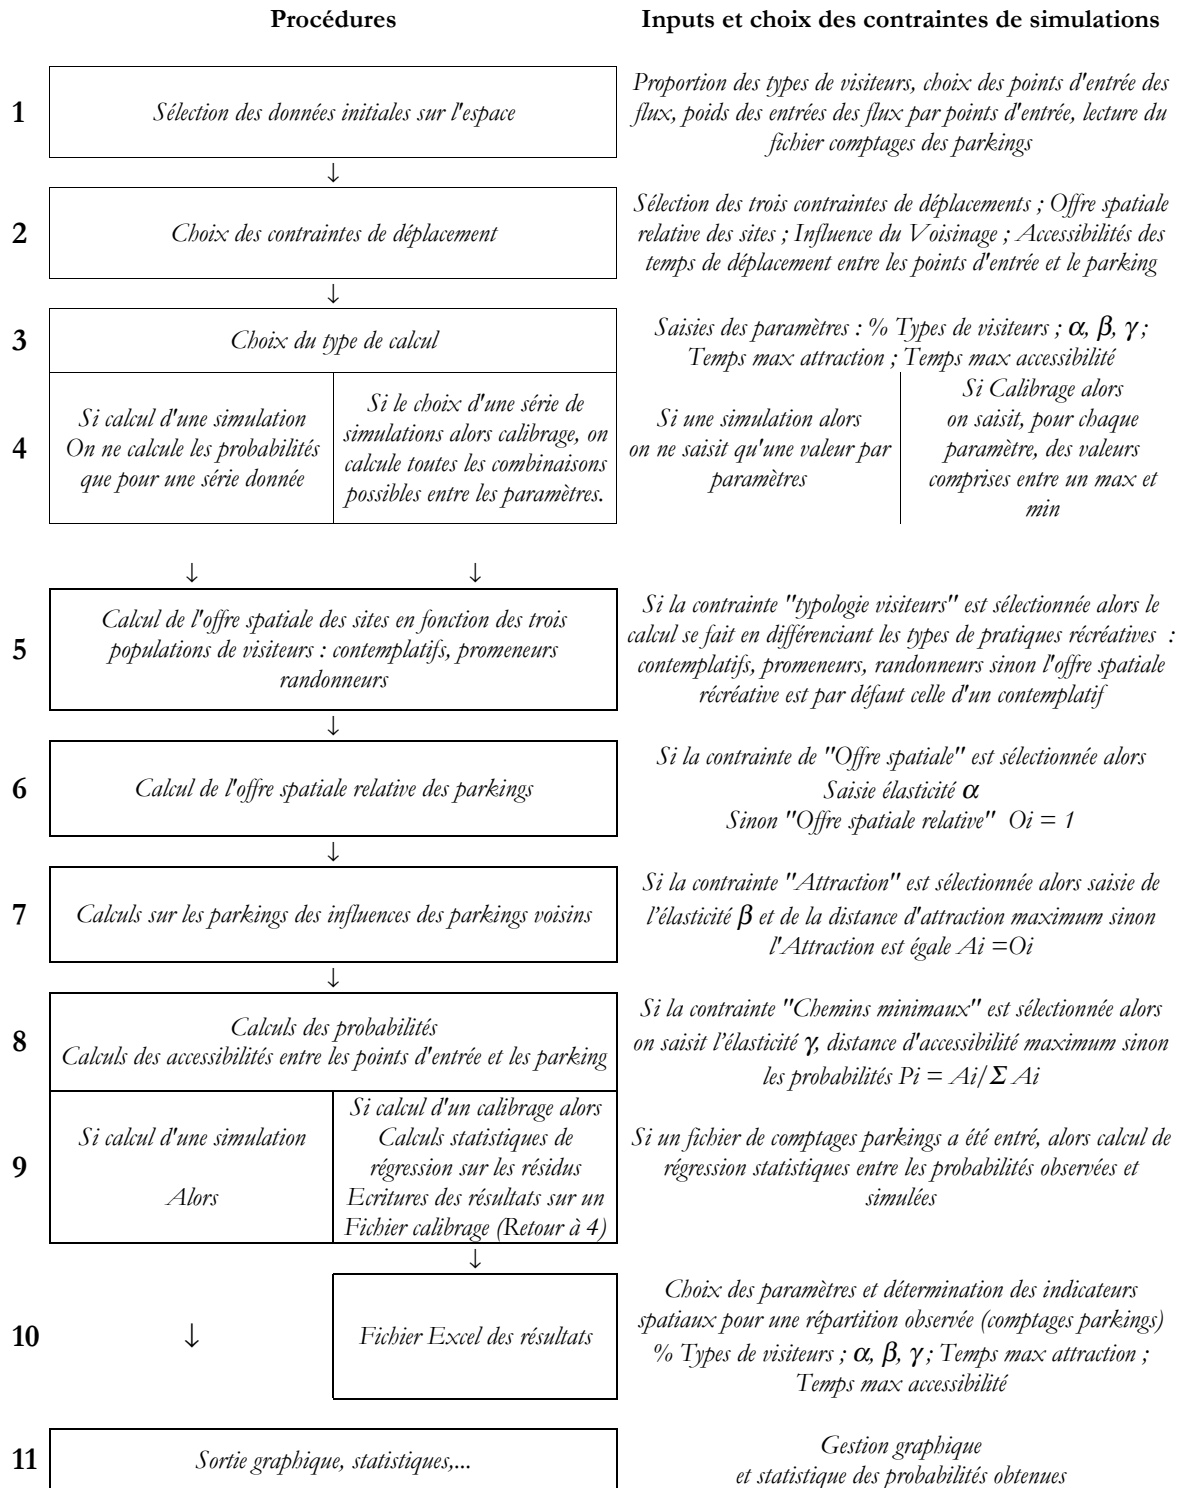 Procédures
Inputs et choix des contraintes de simulations
1
Sélection des données initiales sur l'espace
Proportion des types de visiteurs, choix des points d'entrée des
flux, poids des entrées des flux par points d'entrée, lecture du
fichier comptages des parkings
↓
2
Choix des contraintes de déplacement
Sélection des trois contraintes de déplacements ; Offre spatiale
relative des sites ; Influence du Voisinage ; Accessibilités des
temps de déplacement entre les points d'entrée et le parking
↓
3
Choix du type de calcul
Saisies des paramètres : % Types de visiteurs ; α, β, γ ;
Temps max attraction ; Temps max accessibilité
4
Si calcul d'une simulation
On ne calcule les probabilités
que pour une série donnée
Si le choix d'une série de
simulations alors calibrage, on
calcule toutes les combinaisons
possibles entre les paramètres.
Si une simulation alors
on ne saisit qu'une valeur par
paramètres
Si Calibrage alors
on saisit, pour chaque
paramètre, des valeurs
comprises entre un max et
min
↓ ↓
5
Calcul de l'offre spatiale des sites en fonction des trois
populations de visiteurs : contemplatifs, promeneurs
randonneurs
Si la contrainte "typologie visiteurs" est sélectionnée alors le
calcul se fait en différenciant les types de pratiques récréatives :
contemplatifs, promeneurs, randonneurs sinon l'offre spatiale
récréative est par défaut celle d'un contemplatif
↓
6
Calcul de l'offre spatiale relative des parkings
Si la contrainte de "Offre spatiale" est sélectionnée alors
Saisie élasticité α
Sinon "Offre spatiale relative" Oi = 1
↓
7
Calculs sur les parkings des influences des parkings voisins
Si la contrainte "Attraction" est sélectionnée alors saisie de
l'élasticité β et de la distance d'attraction maximum sinon
l'Attraction est égale Ai =Oi
↓
8
Calculs des probabilités
Calculs des accessibilités entre les points d'entrée et les parking
Si la contrainte "Chemins minimaux" est sélectionnée alors
on saisit l'élasticité γ, distance d'accessibilité maximum sinon
les probabilités Pi = Ai/Σ Ai
9
Si calcul d'une simulation
Alors
Si calcul d'un calibrage alors
Calculs statistiques de
régression sur les résidus
Ecritures des résultats sur un
Fichier calibrage (Retour à 4)
Si un fichier de comptages parkings a été entré, alors calcul de
régression statistiques entre les probabilités observées et
simulées
↓
10
↓
Fichier Excel des résultats
Choix des paramètres et détermination des indicateurs
spatiaux pour une répartition observée (comptages parkings)
% Types de visiteurs ; α, β, γ ; Temps max attraction ;
Temps max accessibilité
11
Sortie graphique, statistiques,...
Gestion graphique
et statistique des probabilités obtenues